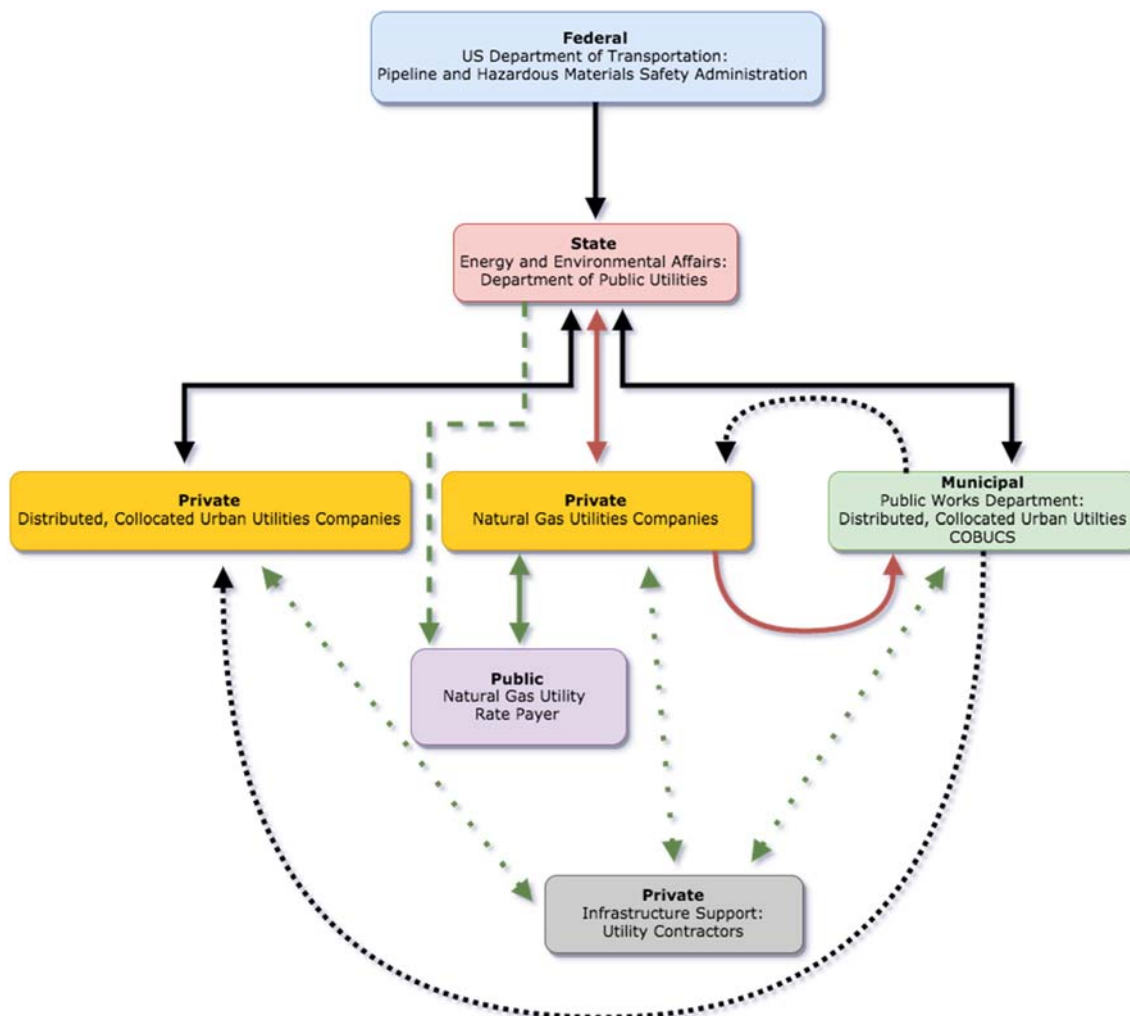 Federal
US Department of Transportation:
Pipeline and Hazardous Materials Safety Administration
State
Energy and Environmental Affairs:
Department of Public Utilities
Private
Distributed, Collocated Urban Utilities Companies
Private
Natural Gas Utilities Companies
Municipal
Public Works Department:
Distributed, Collocated Urban Utilties
COBUCS
Public
Natural Gas Utility
Rate Payer
Private
Infrastructure Support:
Utility Contractors